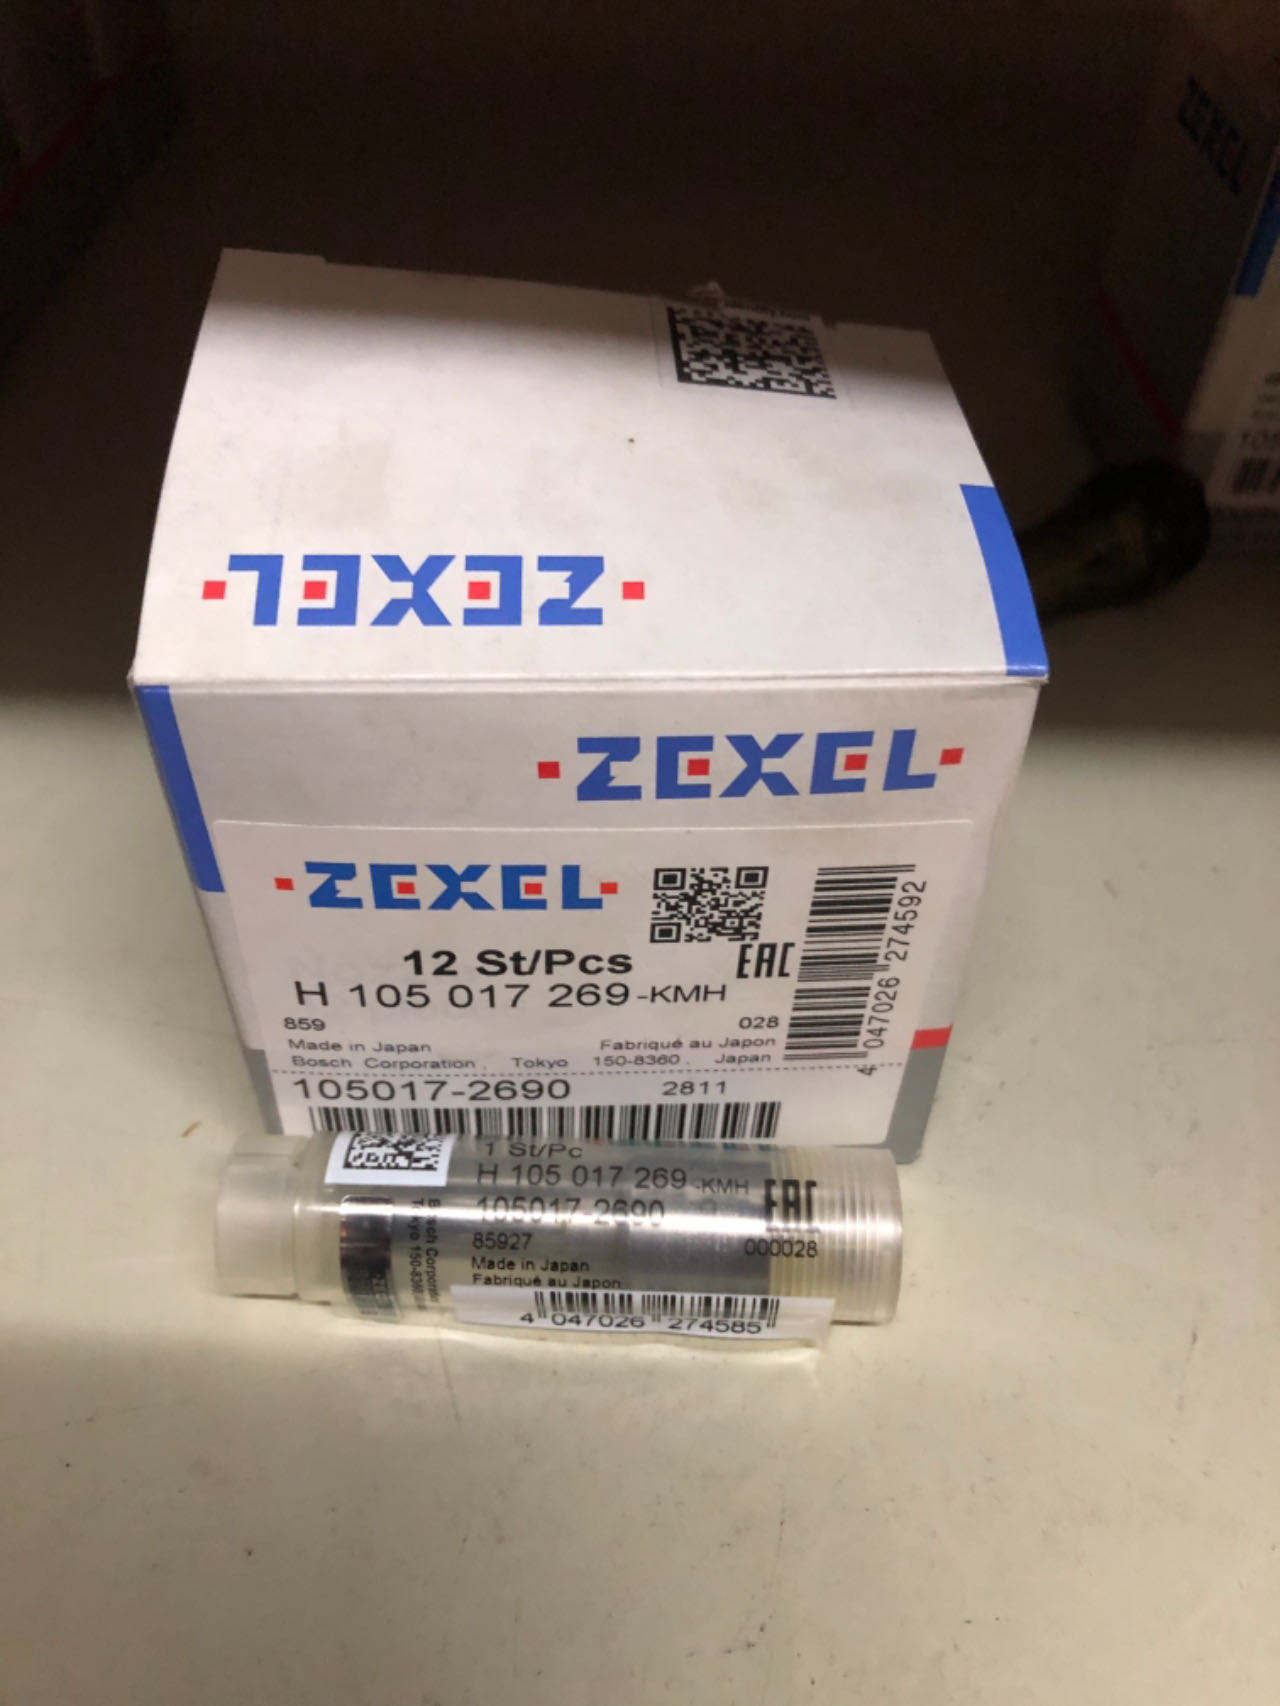 ZEXEL
ZEXEL
ZEXEL
12 St/Pcs
EAC
H 105 017 269-KMH
859 028
Made in Japan Fabriqué au Japon
Bosch Corporation, Tokyo 150-8360, Japan
105017-2690 2811
4 047026 274592
1 St/Pc
H 105 017 269-KMH
105017-2690
EAC
85927 000028
Made in Japan
Fabriqué au Japon
4 047026 274585
ZEXEL
105